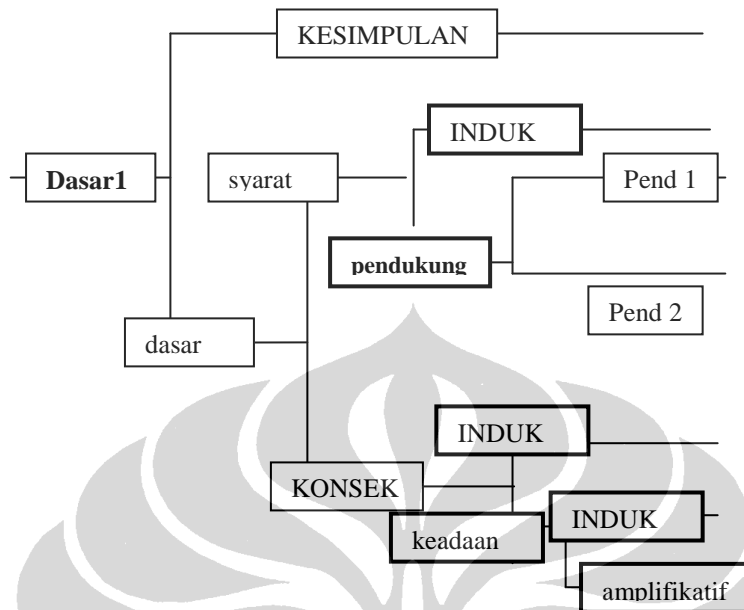 KESIMPULAN
INDUK
Dasar1
syarat
Pend 1
pendukung
Pend 2
dasar
INDUK
KONSEK
INDUK
keadaan
amplifikatif